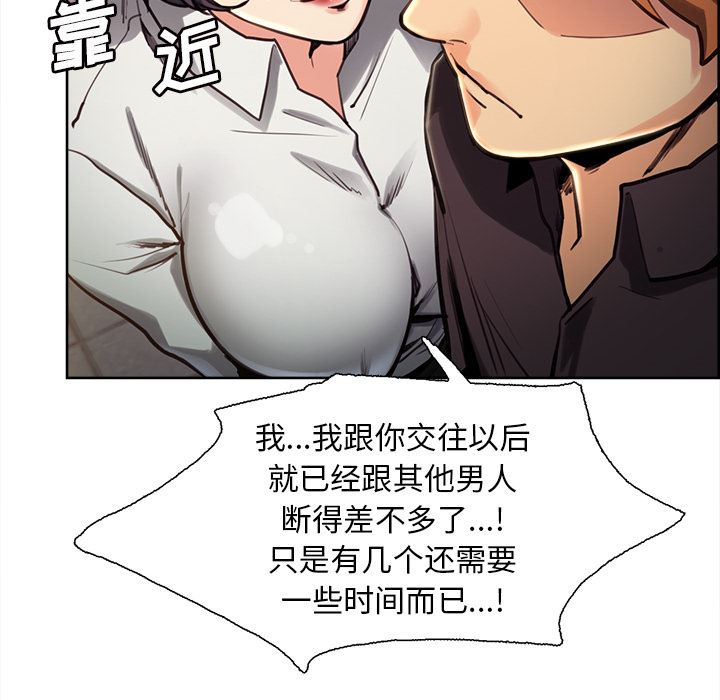 靠近
我...我跟你交往以后
就已经跟其他男人
断得差不多了...!
只是有几个还需要
一些时间而已...!